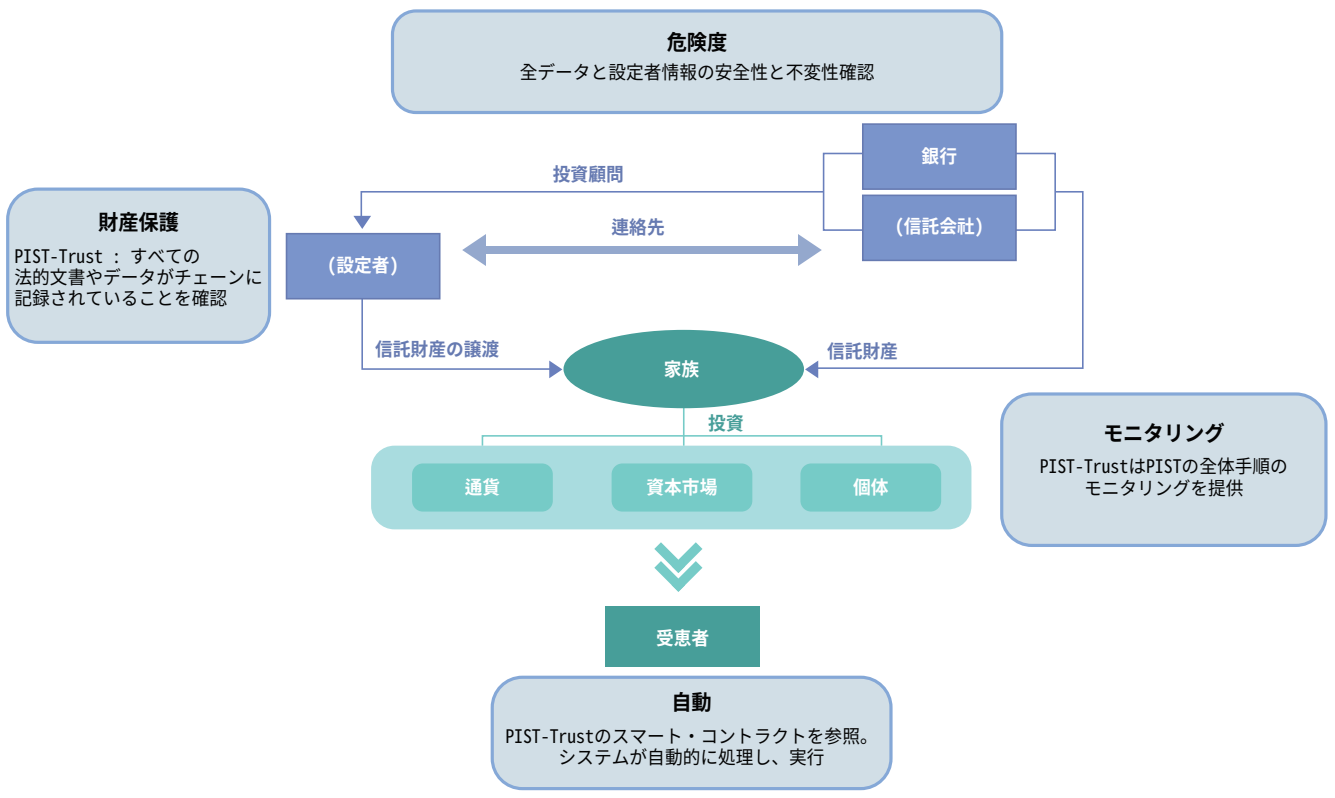 危険度
全データと設定者情報の安全性と不変性確認
銀行
投資顧問
財産保護
PIST-Trust : すべての
法的文書やデータがチェーンに
記録されていることを確認
(設定者)
連絡先
(信託会社)
信託財産の譲渡
家族
信託財産
投資
通貨
資本市場
個体
モニタリング
PIST-TrustはPISTの全体手順の
モニタリングを提供
受恵者
自動
PIST-Trustのスマート・コントラクトを参照。
システムが自動的に処理し、実行